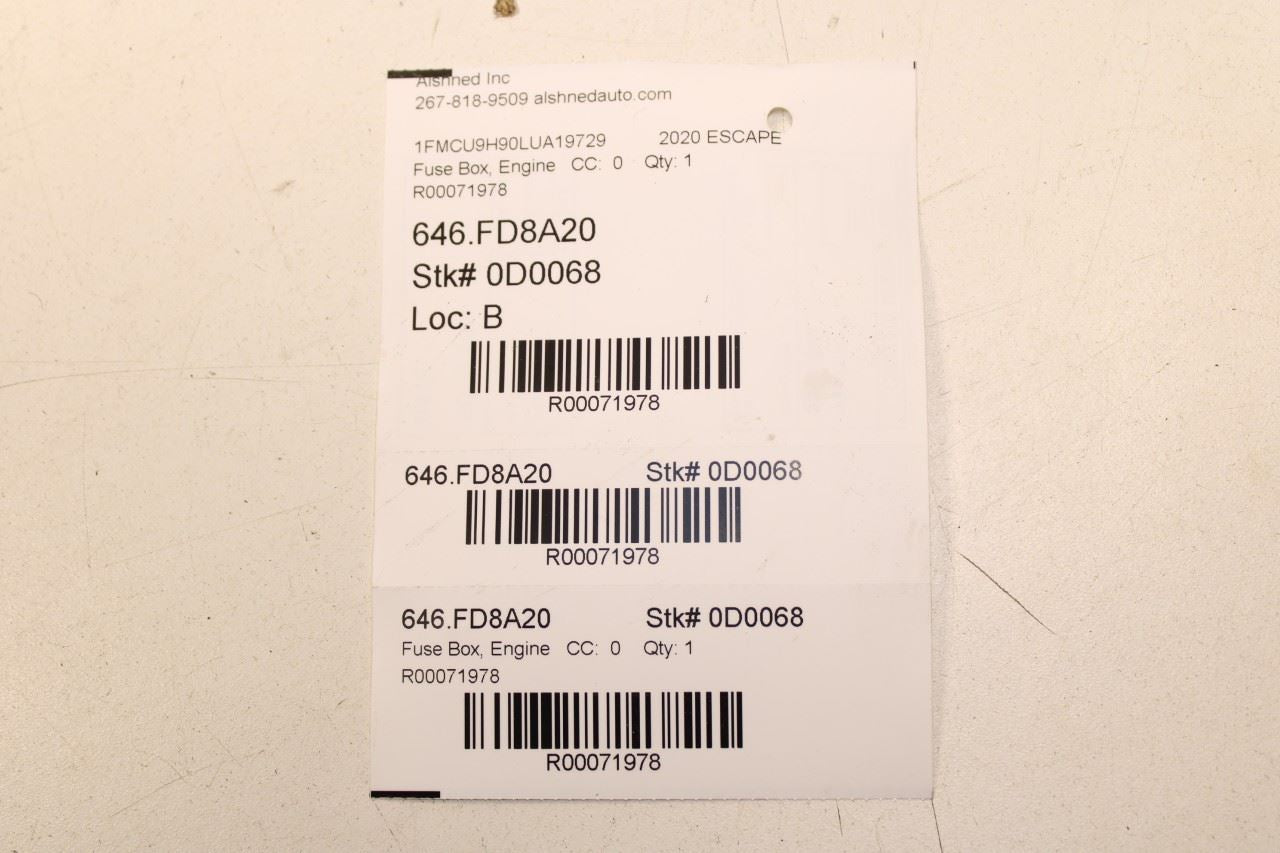 Alshned Inc
267-818-9509 alshnedauto.com
1FMCU9H90LUA19729 2020 ESCAPE
Fuse Box, Engine CC: 0 Qty: 1
R00071978
646.FD8A20
Stk# 0D0068
Loc: B
R00071978
646.FD8A20 Stk# 0D0068
R00071978
646.FD8A20 Stk# 0D0068
Fuse Box, Engine CC: 0 Qty: 1
R00071978
R00071978